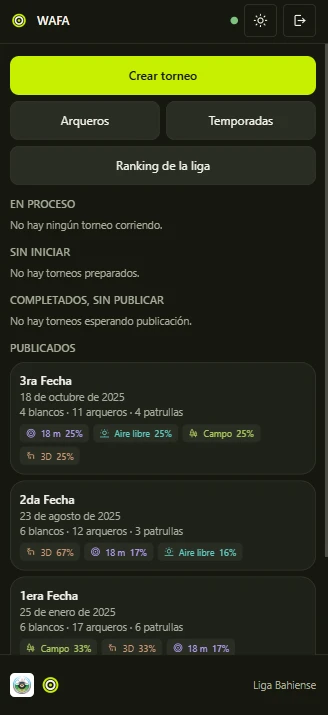 WAFA
Crear torneo
Arqueros
Temporadas
Ranking de la liga
EN PROCESO
No hay ningún torneo corriendo.
SIN INICIAR
No hay torneos preparados.
COMPLETADOS, SIN PUBLICAR
No hay torneos esperando publicación.
PUBLICADOS
3ra Fecha
18 de octubre de 2025
4 blancos · 11 arqueros · 4 patrullas
18 m 25% Aire libre 25% Campo 25%
3D 25%
2da Fecha
23 de agosto de 2025
6 blancos · 12 arqueros · 3 patrullas
3D 67% 18 m 17% Aire libre 16%
1era Fecha
25 de enero de 2025
6 blancos · 17 arqueros · 6 patrullas
Campo 33% 3D 33% 18 m 17%
Liga Bahiense